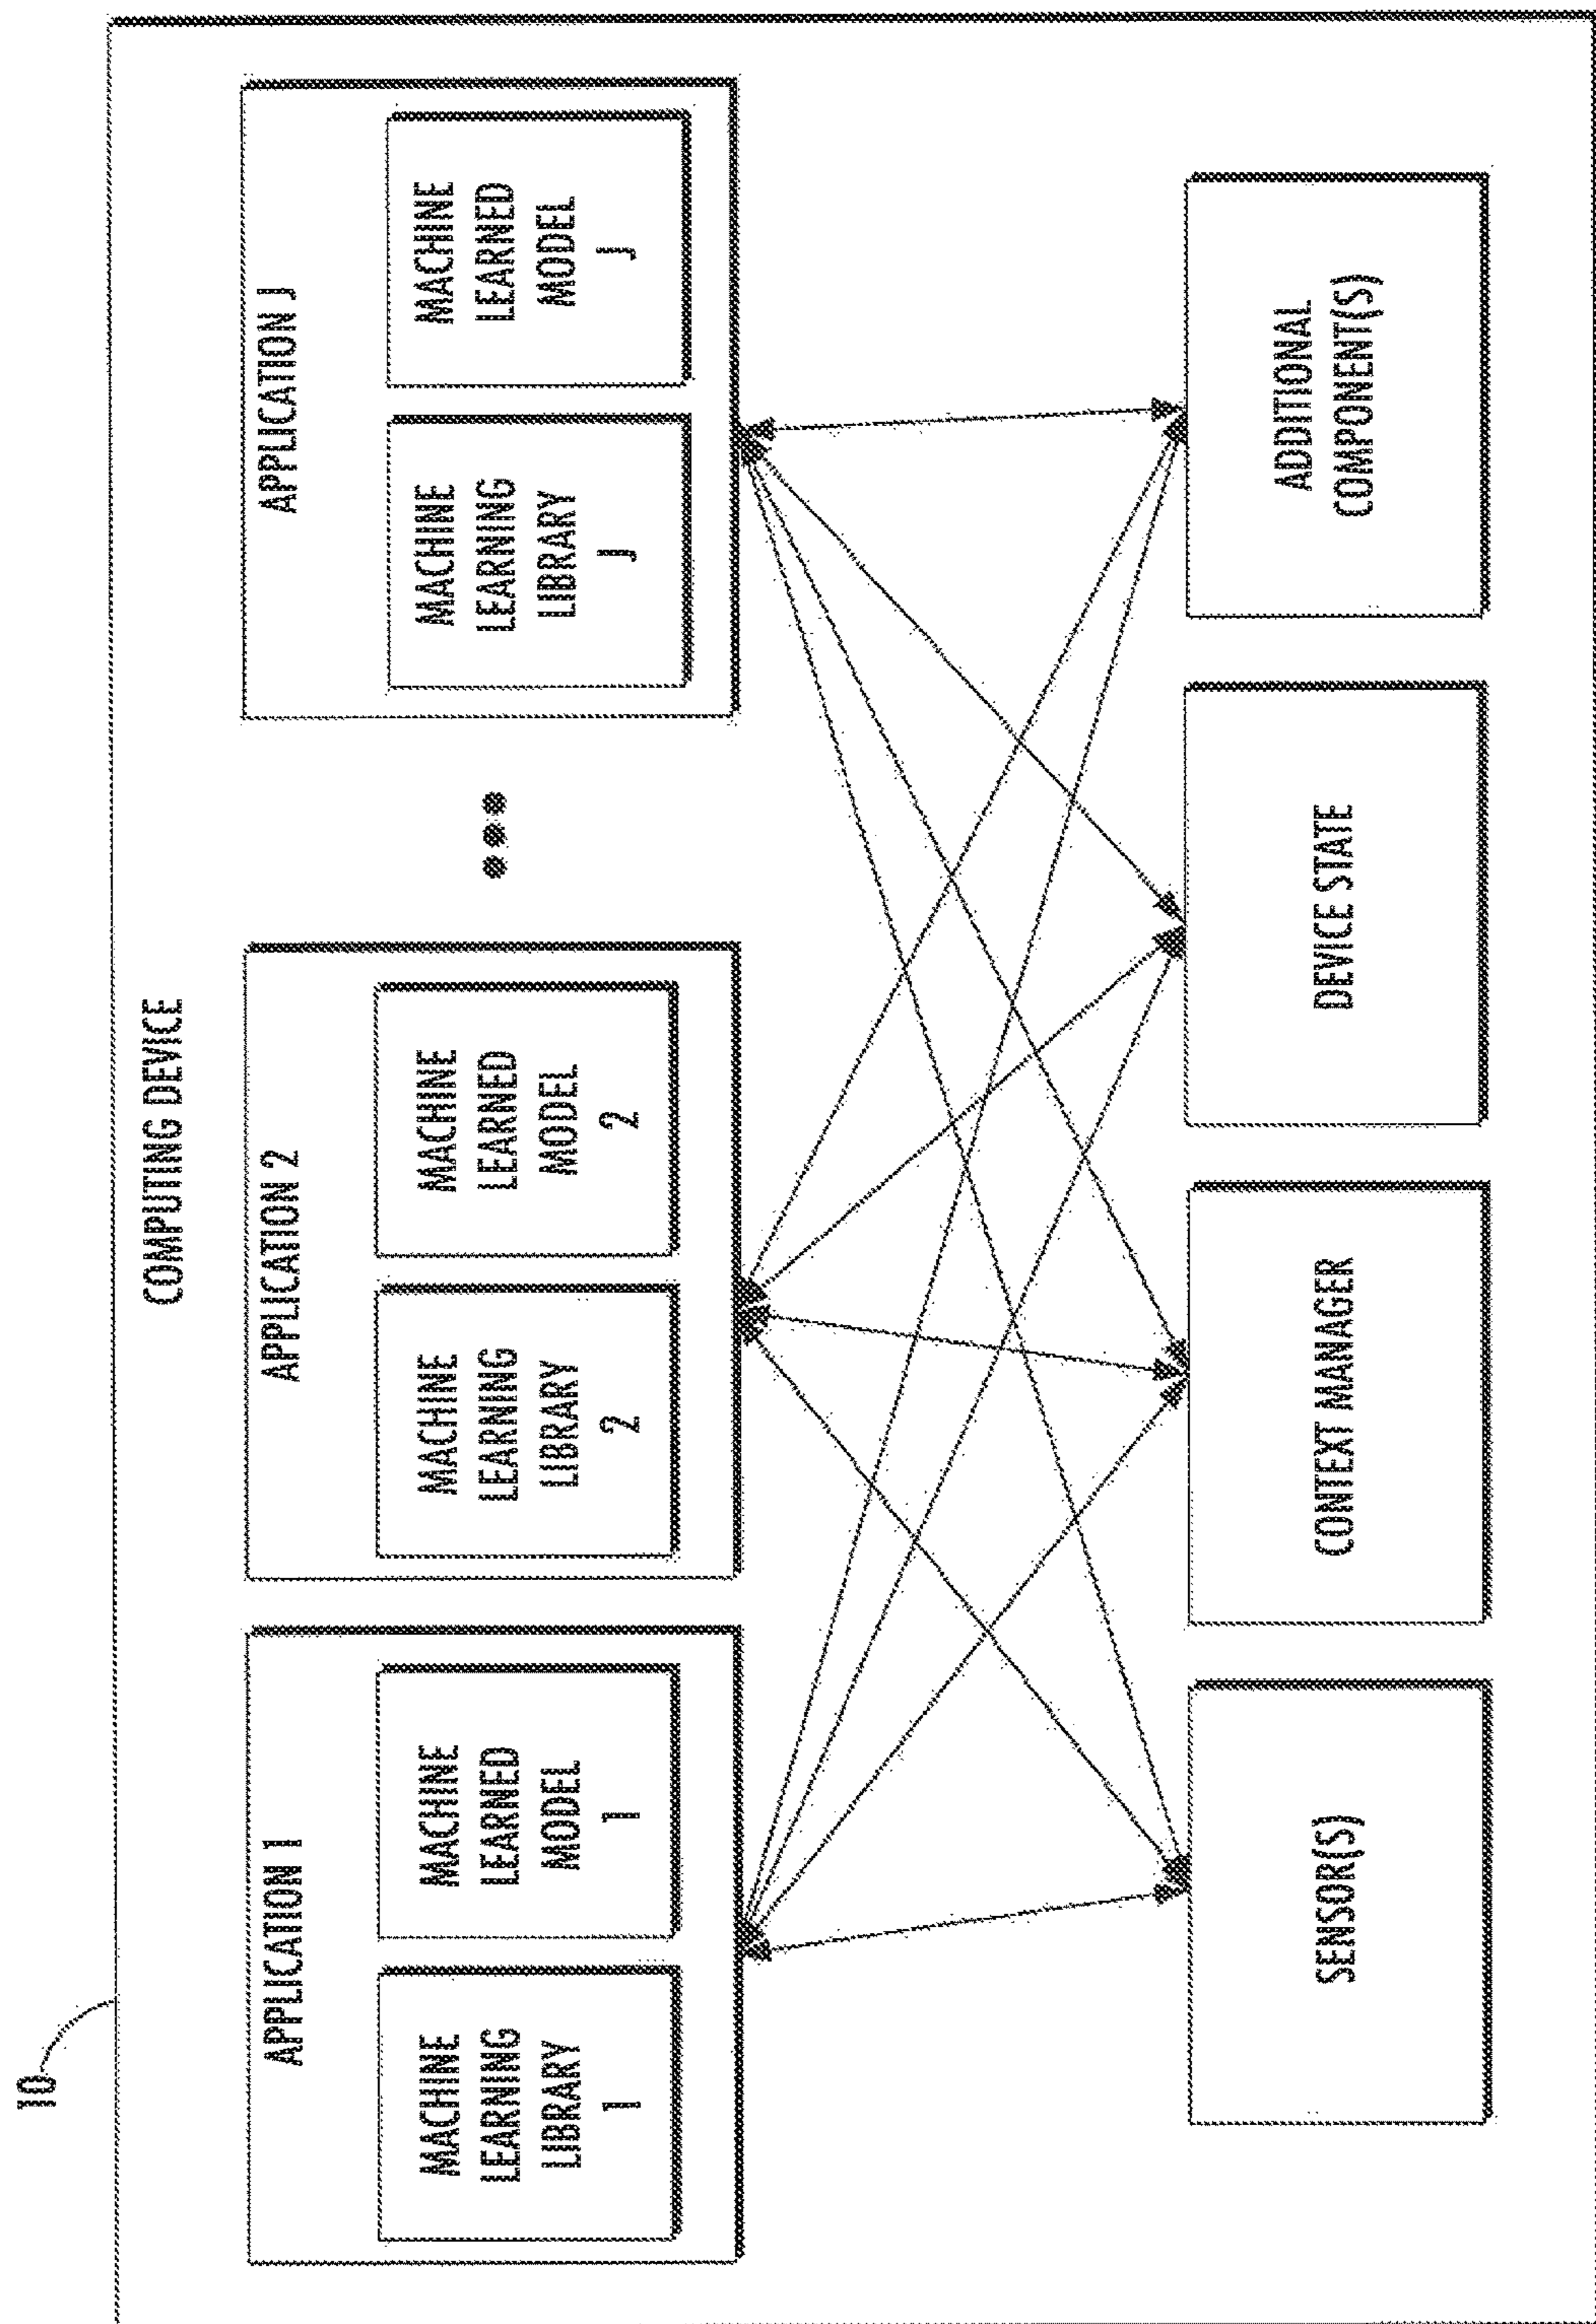 10
COMPUTING DEVICE
APPLICATION 1
MACHINE
LEARNING
LIBRARY
1
MACHINE
LEARNED
MODEL
1
APPLICATION 2
MACHINE
LEARNING
LIBRARY
2
MACHINE
LEARNED
MODEL
2
APPLICATION J
MACHINE
LEARNING
LIBRARY
J
MACHINE
LEARNED
MODEL
J
SENSOR(S)
CONTEXT MANAGER
DEVICE STATE
ADDITIONAL
COMPONENT(S)